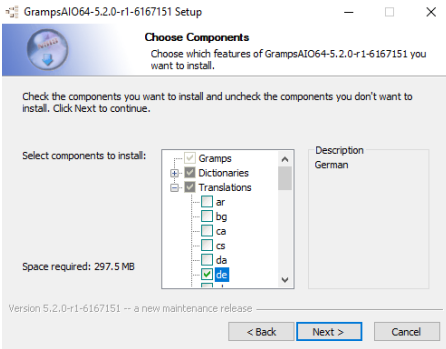 GrampsAIO64-5.2.0-r1-6167151 Setup
Choose Components
Choose which features of GrampsAIO64-5.2.0-r1-6167151 you
want to install.
Check the components you want to install and uncheck the components you don't want to
install. Click Next to continue.
Select components to install:
Gramps
Dictionaries
Translations
ar
bg
ca
cs
da
de
Description
German
Space required: 297.5 MB
Version 5.2.0-r1-6167151 -- a new maintenance release
< Back
Next >
Cancel